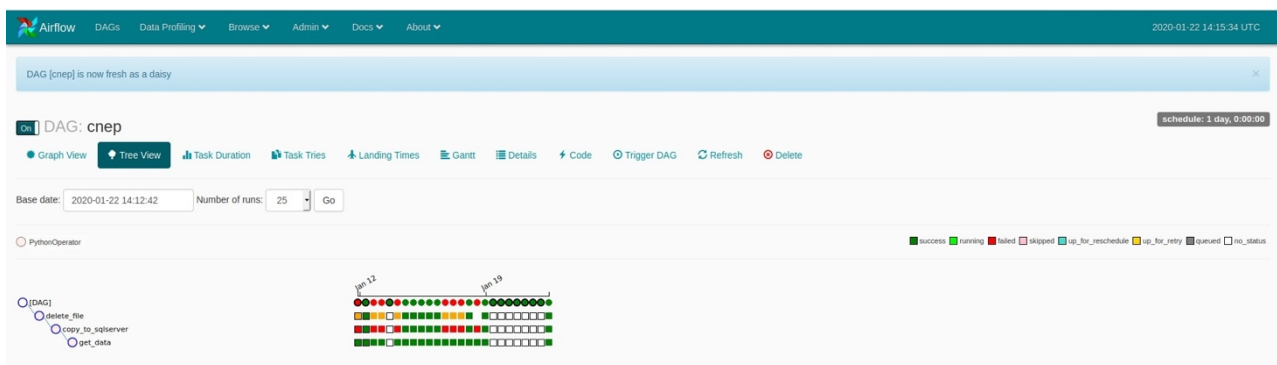 Airflow DAGs Data Profiling Browse Admin Docs About 2020-01-22 14:15:34 UTC
DAG [cnep] is now fresh as a daisy ×
On DAG: cnep schedule: 1 day, 0:00:00
Graph View Tree View Task Duration Task Tries Landing Times Gantt Details Code Trigger DAG Refresh Delete
Base date: 2020-01-22 14:12:42 Number of runs: 25 Go
PythonOperator success running failed skipped up_for_reschedule up_for_retry queued no_status
Jan 12 Jan 19
[DAG]
delete_file
copy_to_sqlserver
get_data